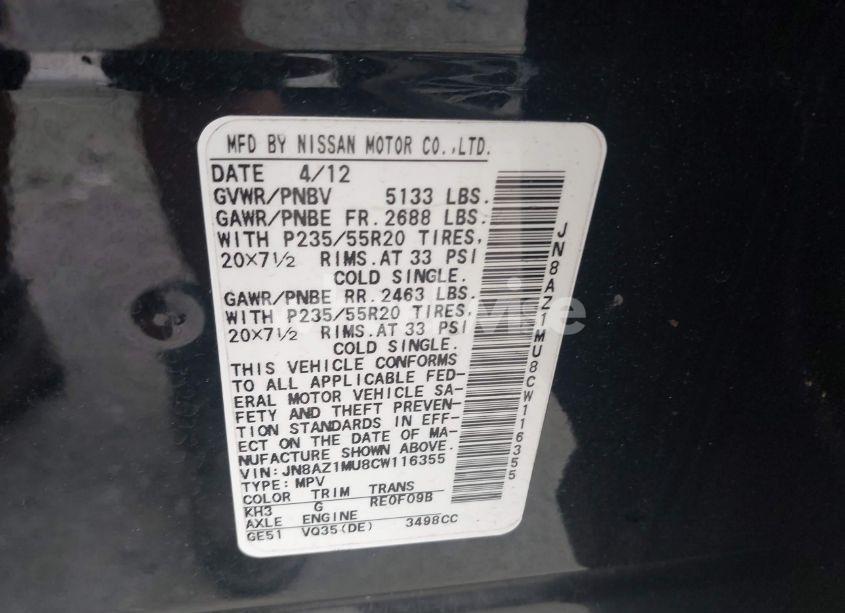 MFD BY NISSAN MOTOR CO.,LTD.
DATE 4/12
GVWR/PNBV 5133 LBS.
GAWR/PNBE FR. 2688 LBS.
WITH P235/55R20 TIRES,
20×7½ RIMS. AT 33 PSI
COLD SINGLE.
GAWR/PNBE RR. 2463 LBS.
WITH P235/55R20 TIRES,
20×7½ RIMS. AT 33 PSI
COLD SINGLE.
THIS VEHICLE CONFORMS
TO ALL APPLICABLE FED-
ERAL MOTOR VEHICLE SA-
FETY AND THEFT PREVEN-
TION STANDARDS IN EFF-
ECT ON THE DATE OF MA-
NUFACTURE SHOWN ABOVE.
VIN: JN8AZ1MU8CW116355
TYPE: MPV
COLOR TRIM TRANS
KH3 G RE0F09B
AXLE ENGINE
GE51 VQ35(DE) 3498CC
JN8AZ1MU8CW116355